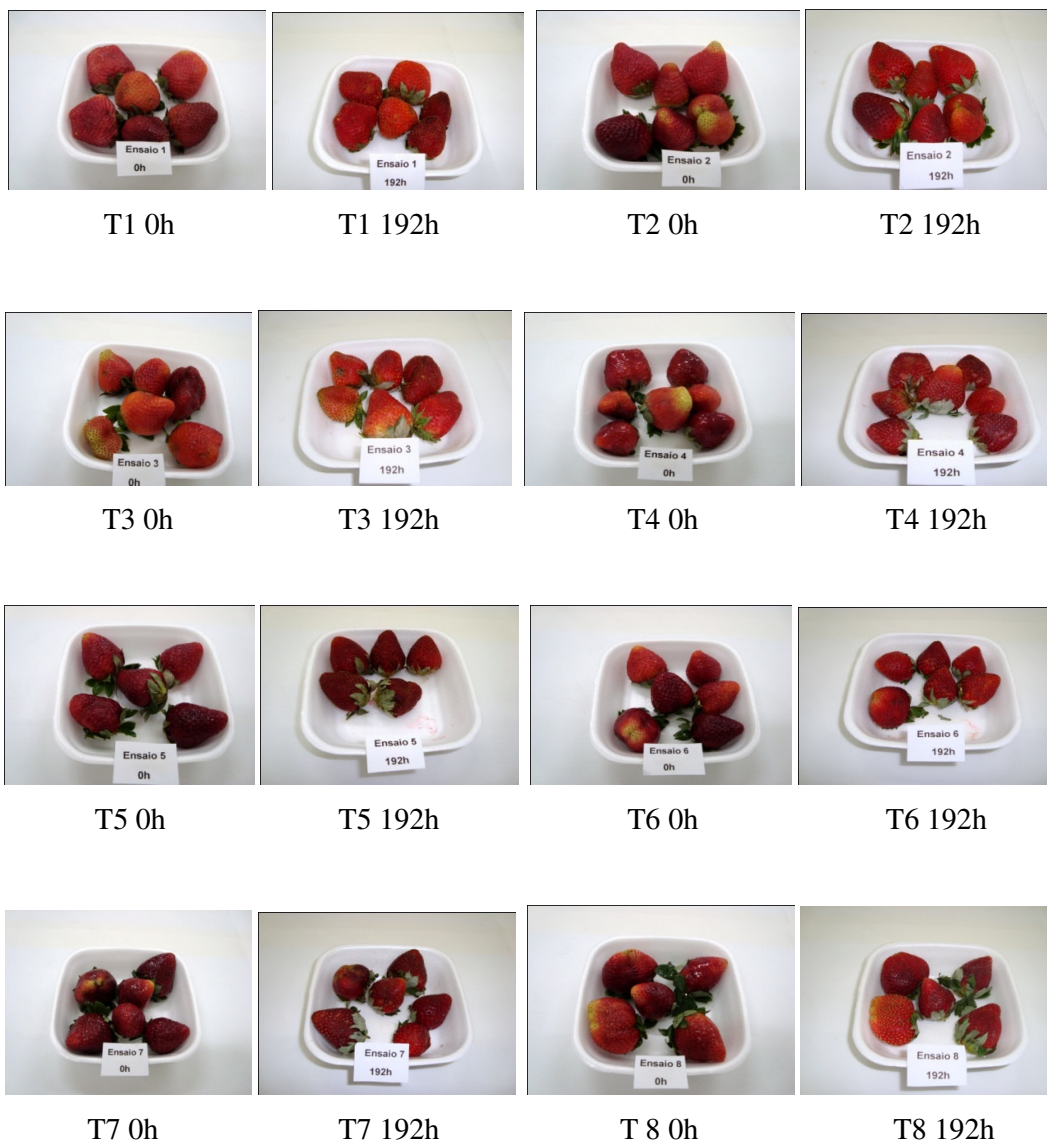 Ensaio 1
0h
Ensaio 1
192h
Ensaio 2
0h
Ensaio 2
192h
T1 0h
T1 192h
T2 0h
T2 192h
Ensaio 3
0h
Ensaio 3
192h
Ensaio 4
0h
Ensaio 4
192h
T3 0h
T3 192h
T4 0h
T4 192h
Ensaio 5
0h
Ensaio 5
192h
Ensaio 6
0h
Ensaio 6
192h
T5 0h
T5 192h
T6 0h
T6 192h
Ensaio 7
0h
Ensaio 7
192h
Ensaio 8
0h
Ensaio 8
192h
T7 0h
T7 192h
T 8 0h
T8 192h